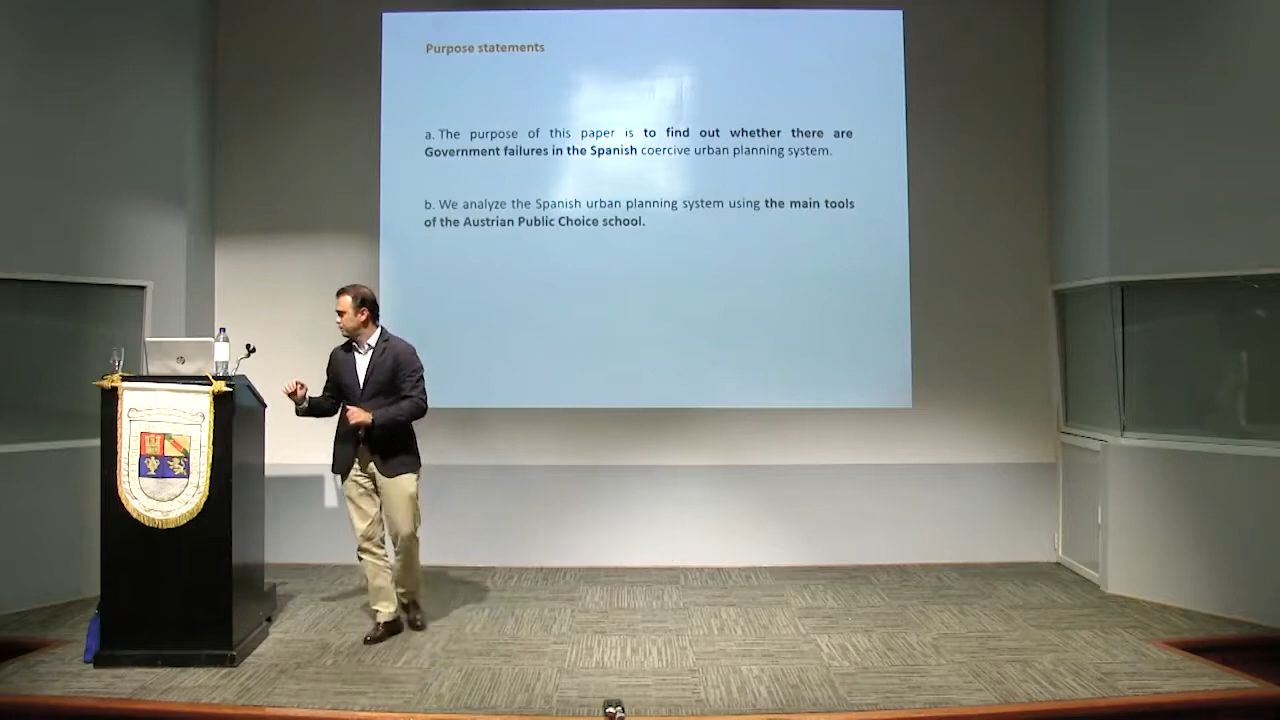 Purpose statements
a. The purpose of this paper is to find out whether there are
Government failures in the Spanish coercive urban planning system.
b. We analyze the Spanish urban planning system using the main tools
of the Austrian Public Choice school.